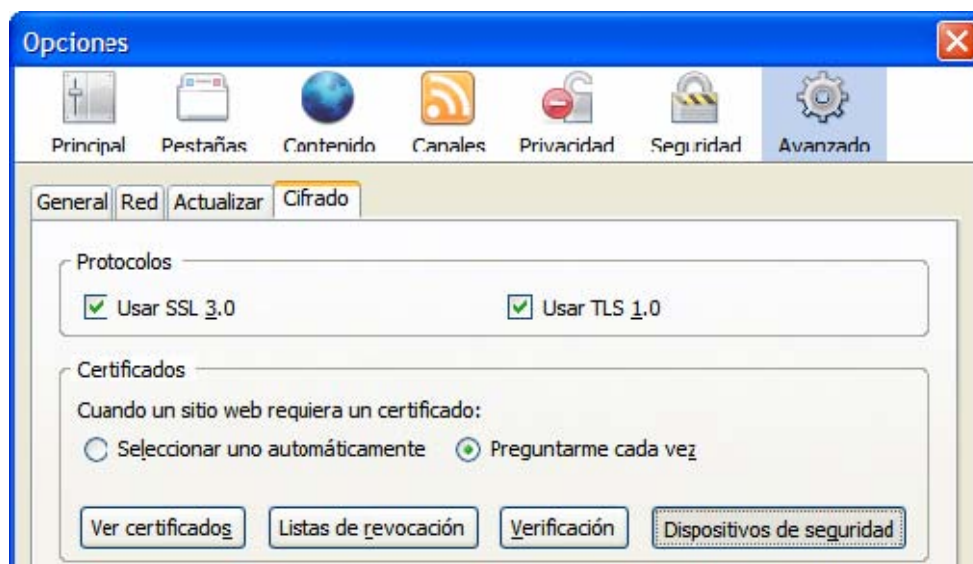 Opciones
Principal Pestañas Contenido Canales Privacidad Seguridad Avanzado
General Red Actualizar Cifrado
Protocolos
Usar SSL 3.0 Usar TLS 1.0
Certificados
Cuando un sitio web requiera un certificado:
Seleccionar uno automáticamente Preguntarme cada vez
Ver certificados Listas de revocación Verificación Dispositivos de seguridad